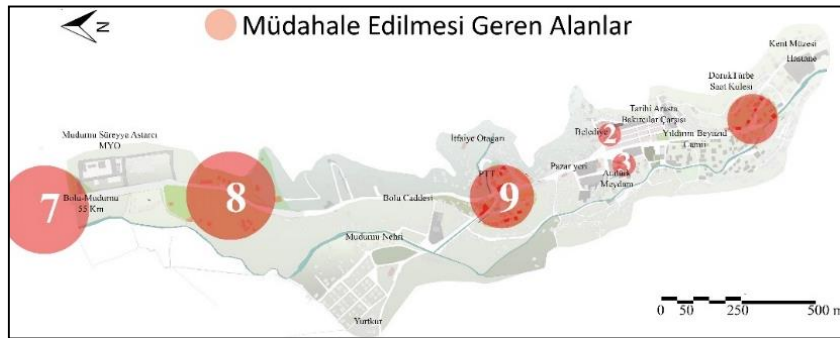 N
Müdahale Edilmesi Geren Alanlar
Kent Müzesi
Hastane
Doruk Türbe
Saat Kulesi
Tarihi Arasta
Bakırcılar Çarşısı
Belediye
2
Yıldırım Beyazıd
Camii
İtfaiye Otagarı
Mudurnu Süreyya Astarcı
MYO
Pazar yeri
3
Atatürk
Meydanı
PTT
7
Bolu-Mudurnu
55 Km
8
Bolu Caddesi
9
Mudurnu Nehri
Yurtkur
0 50 250 500 m